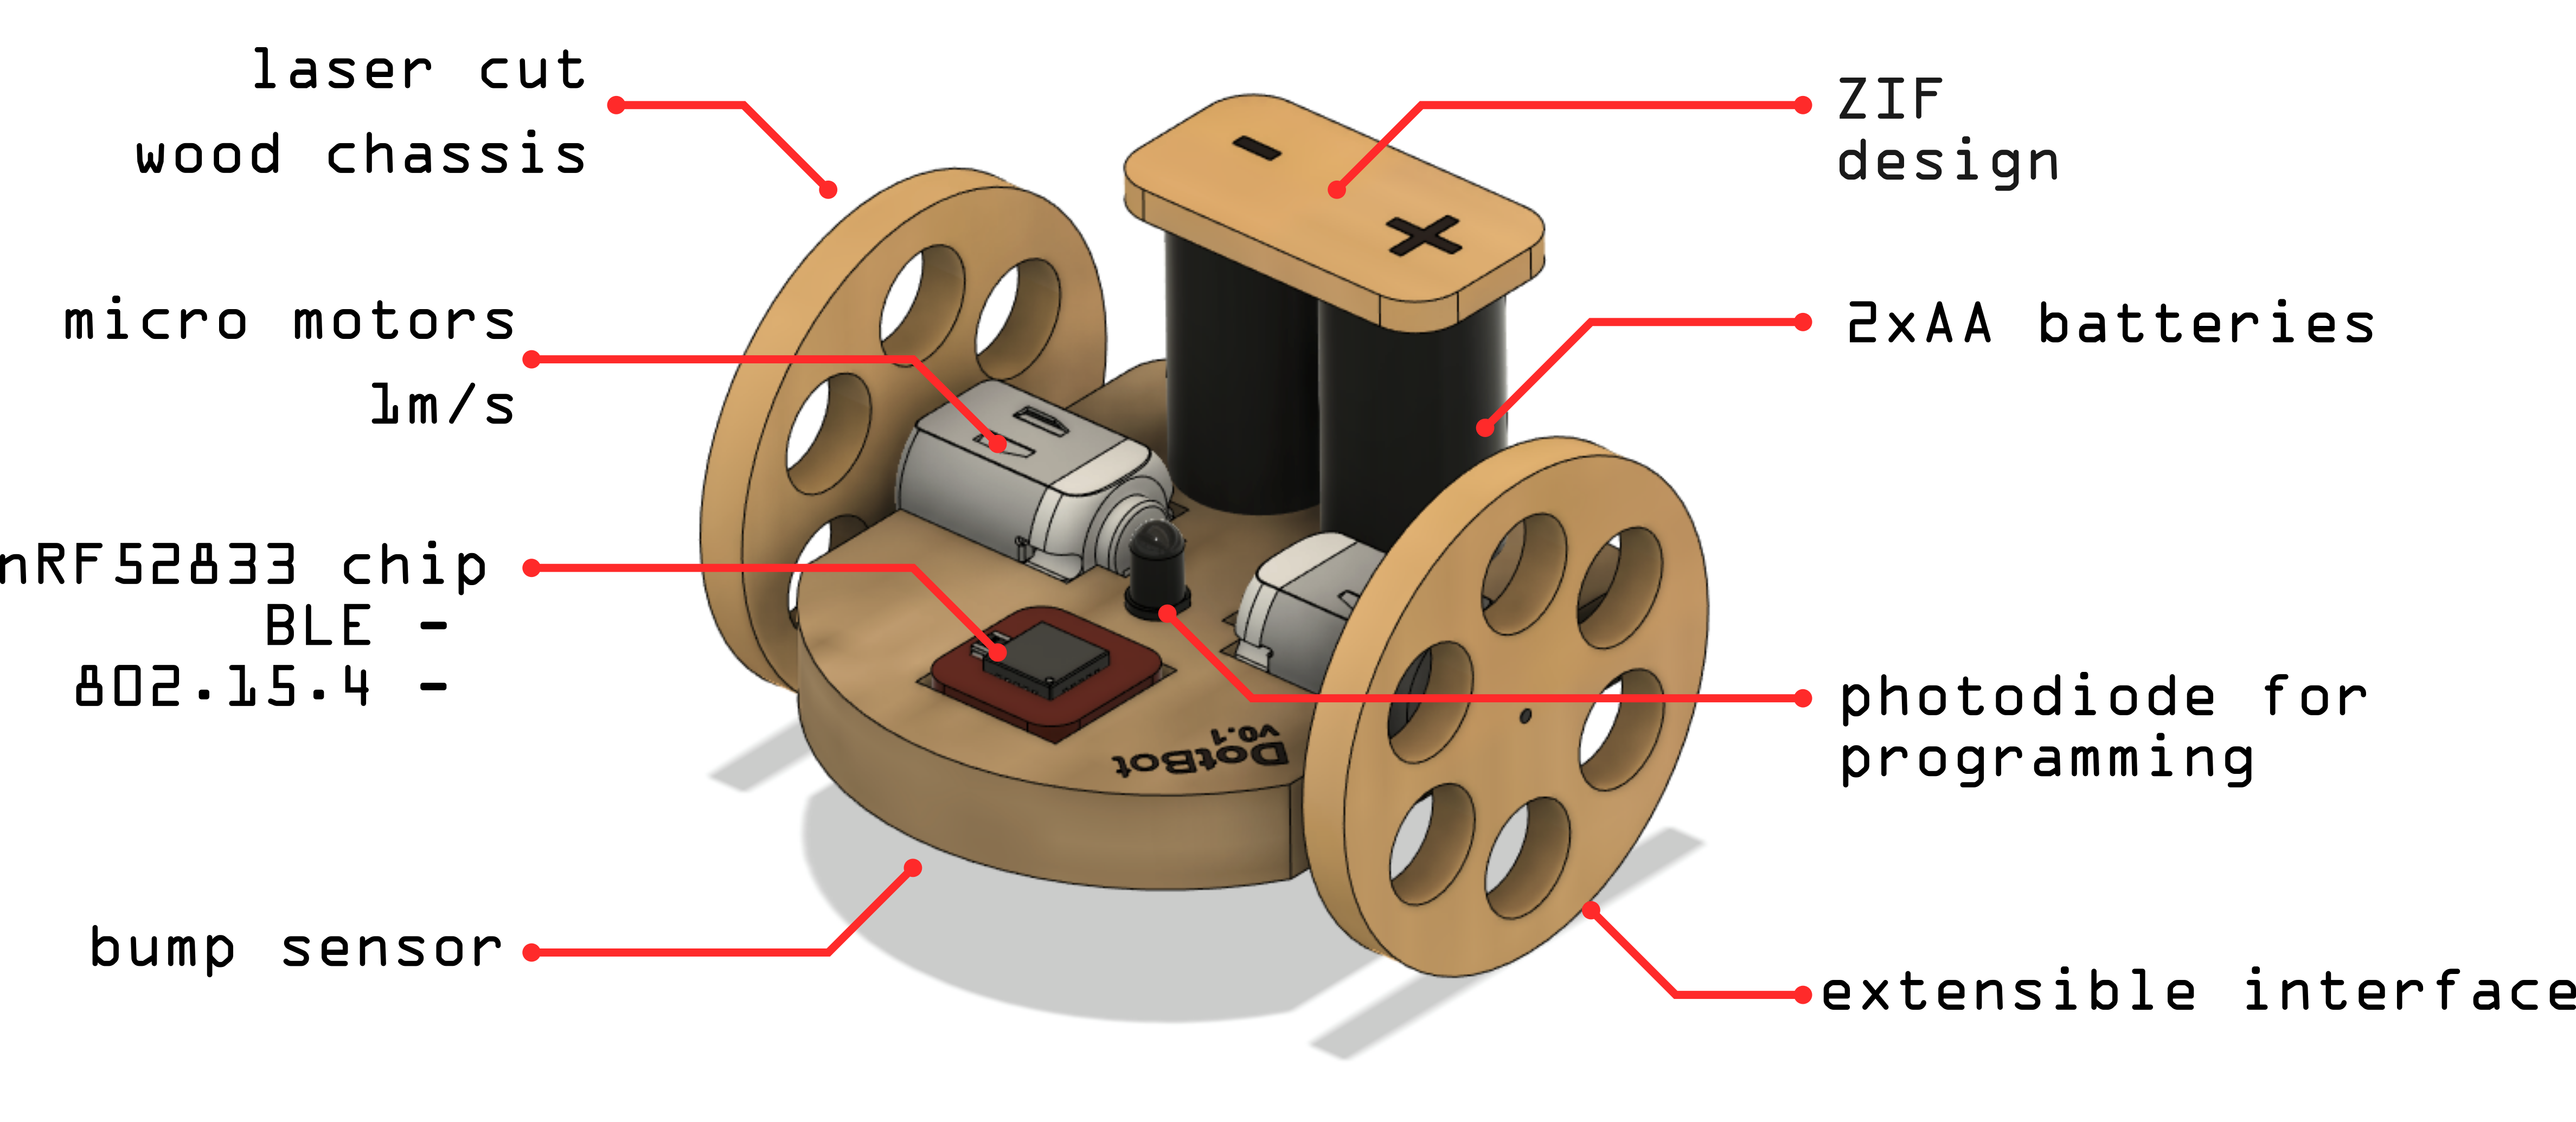 laser cut
wood chassis
micro motors
1m/s
nRF52833 chip
BLE -
802.15.4 -
bump sensor
ZIF
design
2xAA batteries
photodiode for
programming
extensible interface
- +
DotBot
v0.1